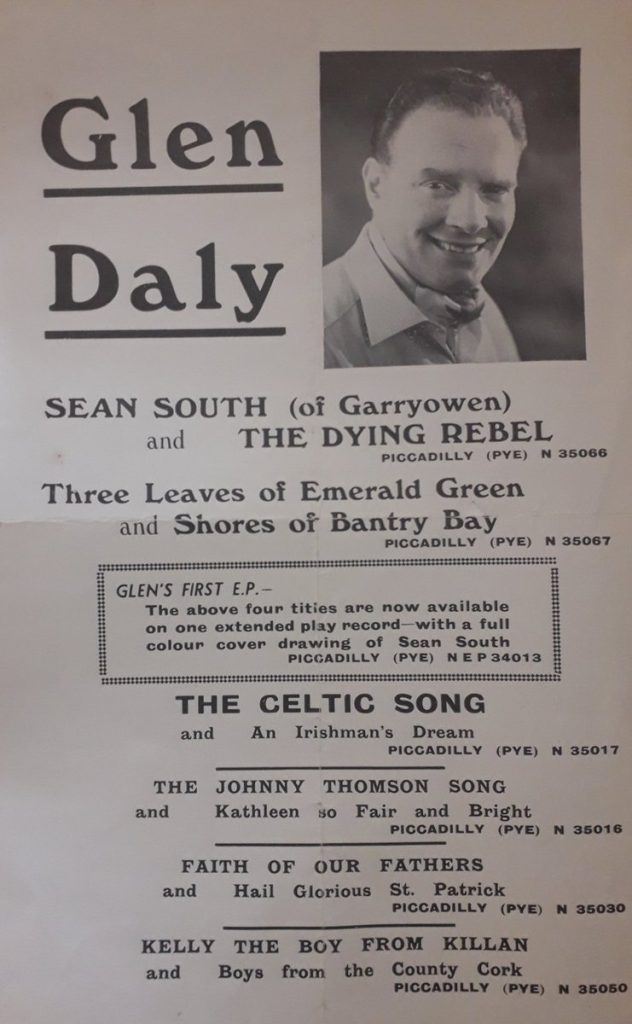 Glen
Daly
SEAN SOUTH (of Garryowen)
and THE DYING REBEL
PICCADILLY (PYE) N 35066
Three Leaves of Emerald Green
and Shores of Bantry Bay
PICCADILLY (PYE) N 35067
GLEN'S FIRST E.P.—
The above four titles are now available
on one extended play record—with a full
colour cover drawing of Sean South
PICCADILLY (PYE) N E P 34013
THE CELTIC SONG
and An Irishman's Dream
PICCADILLY (PYE) N 35017
THE JOHNNY THOMSON SONG
and Kathleen so Fair and Bright
PICCADILLY (PYE) N 35016
FAITH OF OUR FATHERS
and Hail Glorious St. Patrick
PICCADILLY (PYE) N 35030
KELLY THE BOY FROM KILLAN
and Boys from the County Cork
PICCADILLY (PYE) N 35050